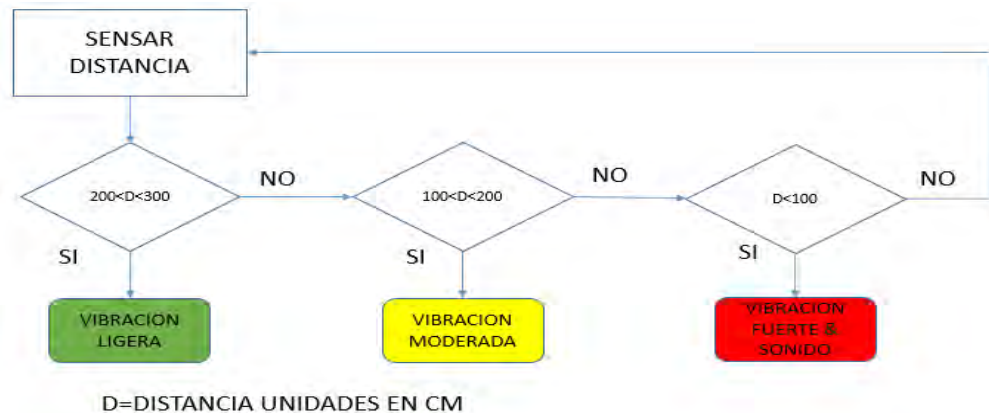 SENSAR
DISTANCIA
200<D<300
NO
100<D<200
NO
D<100
NO
SI
SI
SI
VIBRACION
LIGERA
VIBRACION
MODERADA
VIBRACION
FUERTE &
SONIDO
D=DISTANCIA UNIDADES EN CM